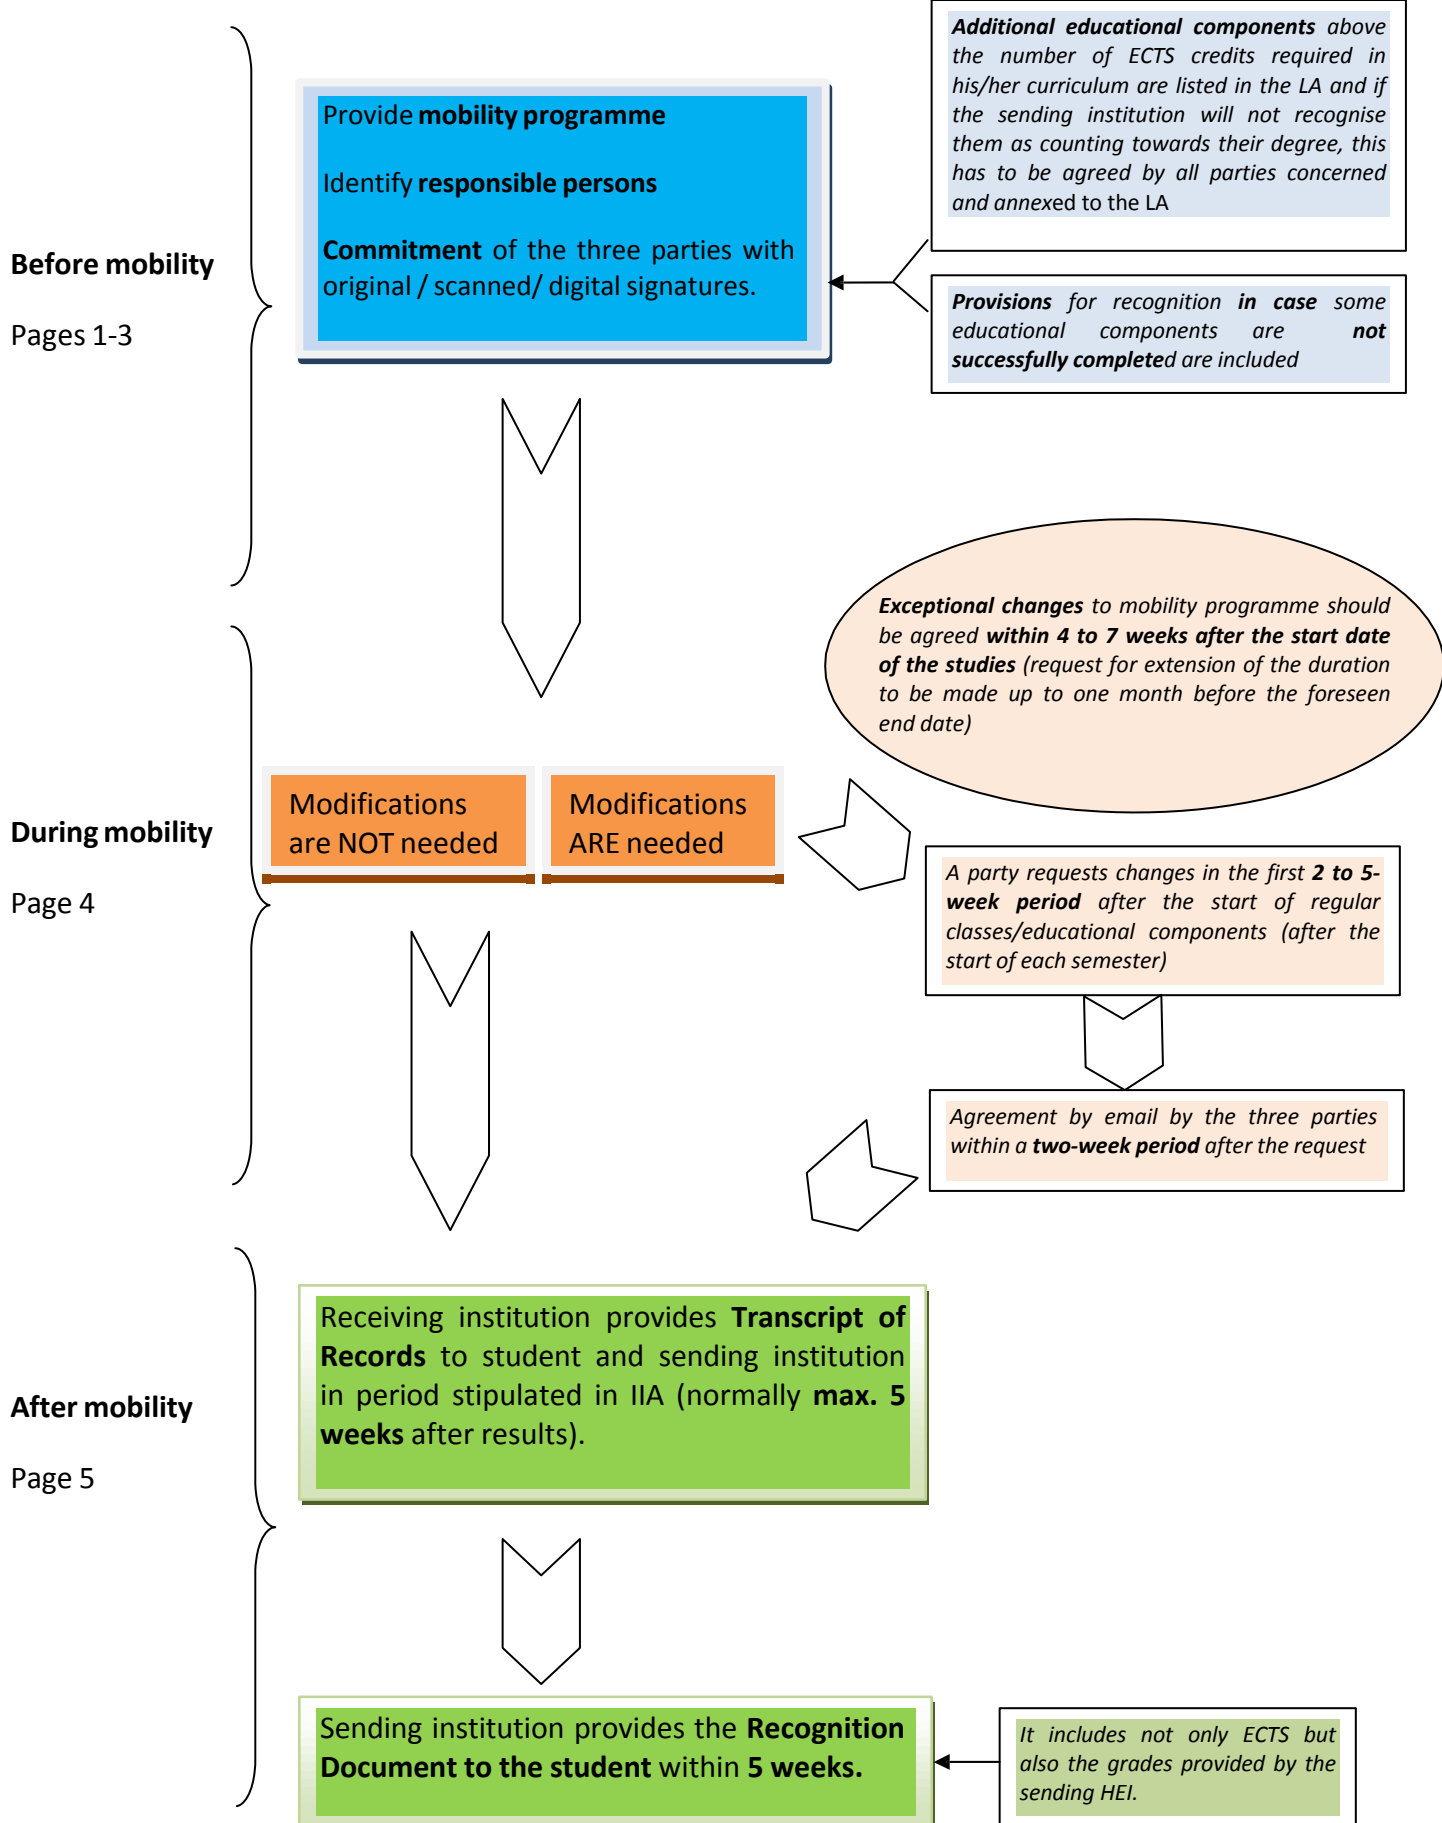 Before mobility
Pages 1-3
Provide mobility programme
Identify responsible persons
Commitment of the three parties with
original / scanned/ digital signatures.
Additional educational components above
the number of ECTS credits required in
his/her curriculum are listed in the LA and if
the sending institution will not recognise
them as counting towards their degree, this
has to be agreed by all parties concerned
and annexed to the LA
Provisions for recognition in case some
educational components are not
successfully completed are included
Exceptional changes to mobility programme should
be agreed within 4 to 7 weeks after the start date
of the studies (request for extension of the duration
to be made up to one month before the foreseen
end date)
During mobility
Page 4
Modifications
are NOT needed
Modifications
ARE needed
A party requests changes in the first 2 to 5-
week period after the start of regular
classes/educational components (after the
start of each semester)
Agreement by email by the three parties
within a two-week period after the request
After mobility
Page 5
Receiving institution provides Transcript of
Records to student and sending institution
in period stipulated in IIA (normally max. 5
weeks after results).
Sending institution provides the Recognition
Document to the student within 5 weeks.
It includes not only ECTS but
also the grades provided by the
sending HEI.